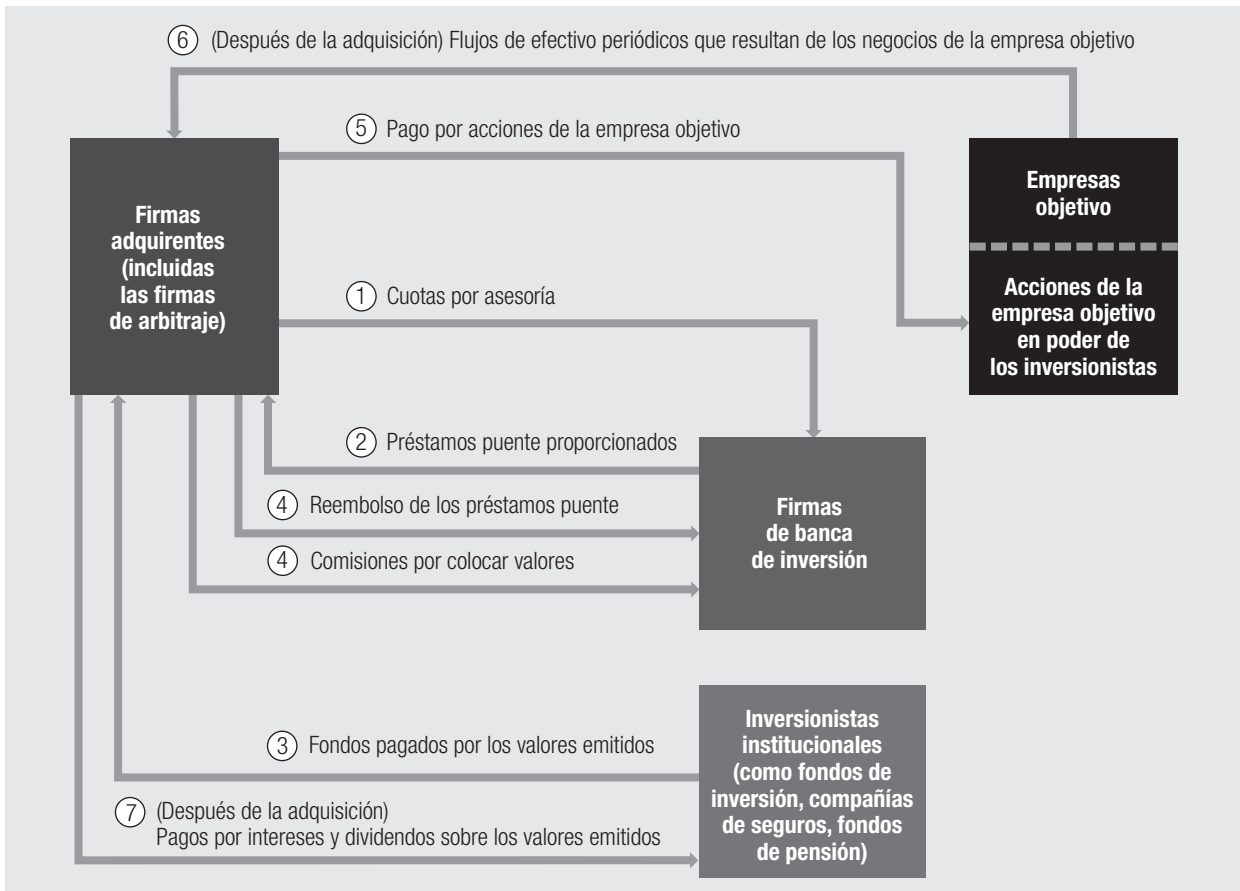 6 (Después de la adquisición) Flujos de efectivo periódicos que resultan de los negocios de la empresa objetivo
5 Pago por acciones de la empresa objetivo
Firmas
adquirentes
(incluidas
las firmas
de arbitraje)
Empresas
objetivo
Acciones de la
empresa objetivo
en poder de
los inversionistas
1 Cuotas por asesoría
2 Préstamos puente proporcionados
4 Reembolso de los préstamos puente
4 Comisiones por colocar valores
Firmas
de banca
de inversión
3 Fondos pagados por los valores emitidos
7 (Después de la adquisición)
Pagos por intereses y dividendos sobre los valores emitidos
Inversionistas
institucionales
(como fondos de
inversión, compañías
de seguros, fondos
de pensión)